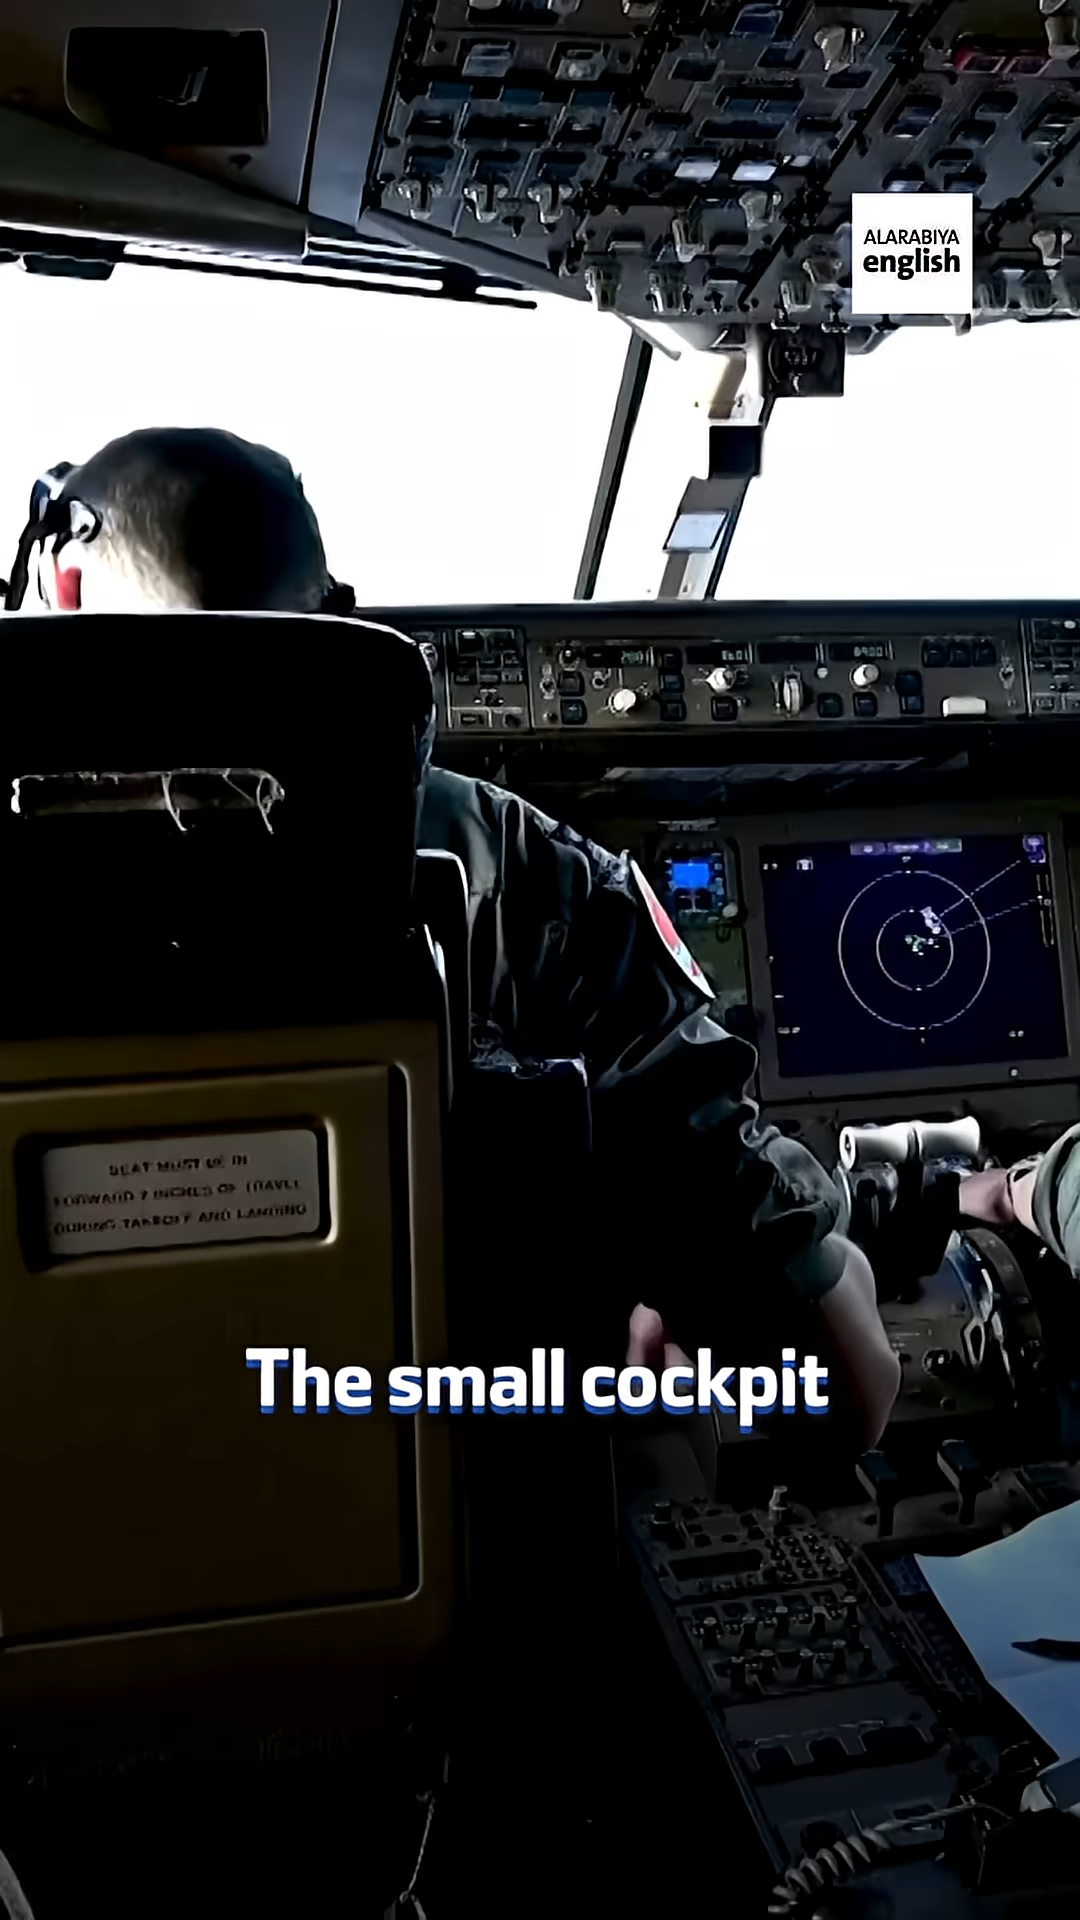 ALARABIYA
english
SEAT MUST BE IN
FORWARD 7 INCHES OF TRAVEL
DURING TAKEOFF AND LANDING
The small cockpit